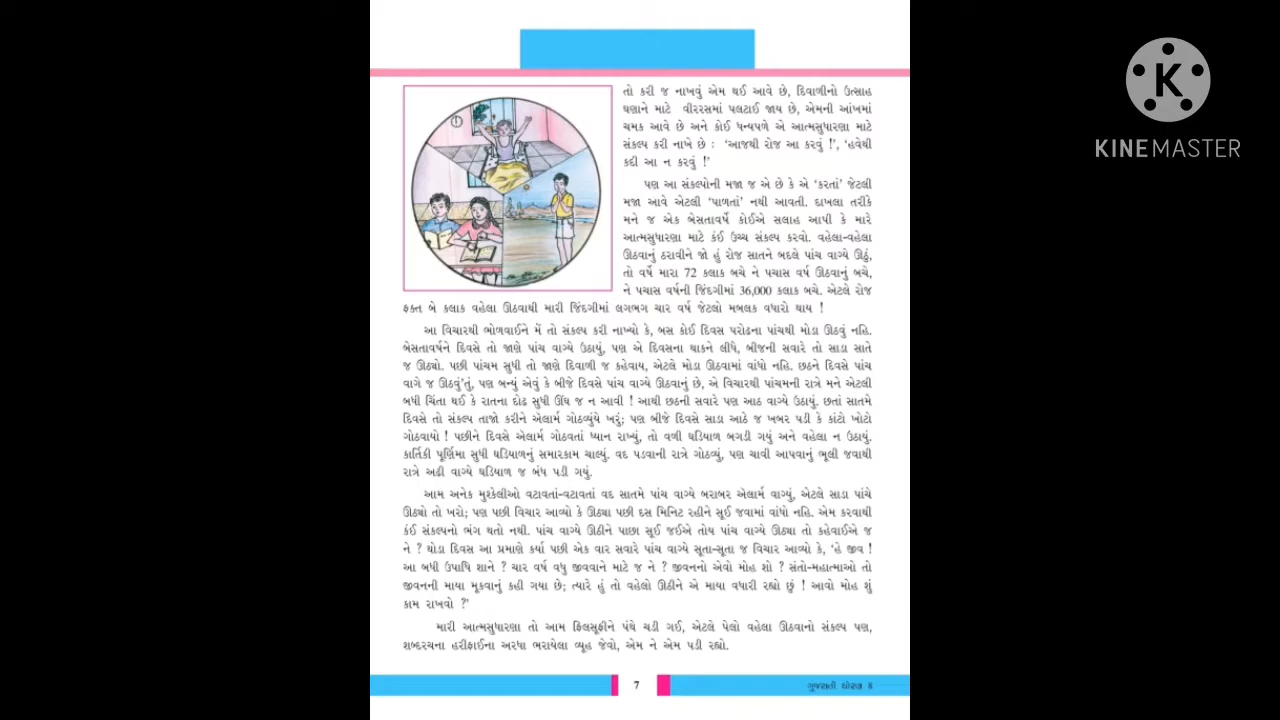 તો કરી જ નાખવું એમ થઈ આવે છે, દિવાળીનો ઉત્સાહ
ઘણાને માટે વીરરસમાં પલટાઈ જાય છે, એમની આંખમાં
ચમક આવે છે અને કોઈ ધન્યપળે એ આત્મસુધારણા માટે
સંકલ્પ કરી નાખે છે : ‘આજથી રોજ આ કરવું !’, ‘હવેથી
કદી આ ન કરવું !’
પણ આ સંકલ્પોની મજા જ એ છે કે એ ‘કરતાં’ જેટલી
મજા આવે એટલી ‘પાળતાં’ નથી આવતી. દાખલા તરીકે
મને જ એક બેસતાવર્ષે કોઈએ સલાહ આપી કે મારે
આત્મસુધારણા માટે કંઈ ઉચ્ચ સંકલ્પ કરવો. વહેલા-વહેલા
ઊઠવાનું ઠરાવીને જો હું રોજ સાતને બદલે પાંચ વાગ્યે ઊઠું,
તો વર્ષે મારા 72 કલાક બચે ને પચાસ વર્ષ ઊઠવાનું બચે,
ને પચાસ વર્ષની જિંદગીમાં 36,000 કલાક બચે. એટલે રોજ
ફક્ત બે કલાક વહેલા ઊઠવાથી મારી જિંદગીમાં લગભગ ચાર વર્ષ જેટલો મબલક વધારો થાય !
આ વિચારથી ભોળવાઈને મેં તો સંકલ્પ કરી નાખ્યો કે, બસ કોઈ દિવસ પરોઢના પાંચથી મોડા ઊઠવું નહિ.
બેસતાવર્ષને દિવસે તો જાણે પાંચ વાગ્યે ઉઠાયું, પણ એ દિવસના થાકને લીધે, બીજની સવારે તો સાડા સાતે
જ ઊઠ્યો. પછી પાંચમ સુધી તો જાણે દિવાળી જ કહેવાય, એટલે મોડા ઊઠવામાં વાંધો નહિ. છઠને દિવસે પાંચ
વાગે જ ઊઠવું’તું, પણ બન્યું એવું કે બીજે દિવસે પાંચ વાગ્યે ઊઠવાનું છે, એ વિચારથી પાંચમની રાત્રે મને એટલી
બધી ચિંતા થઈ કે રાતના દોઢ સુધી ઊંઘ જ ન આવી ! આથી છઠની સવારે પણ આઠ વાગ્યે ઉઠાયું. છતાં સાતમે
દિવસે તો સંકલ્પ તાજો કરીને એલાર્મ ગોઠવ્યુંયે ખરું; પણ બીજે દિવસે સાડા આઠે જ ખબર પડી કે કાંટો ખોટો
ગોઠવાયો ! પછીને દિવસે એલાર્મ ગોઠવતાં ધ્યાન રાખ્યું, તો વળી ઘડિયાળ બગડી ગયું અને વહેલા ન ઉઠાયું.
કાર્તિકી પૂર્ણિમા સુધી ઘડિયાળનું સમારકામ ચાલ્યું. વદ પડવાની રાત્રે ગોઠવ્યું, પણ ચાવી આપવાનું ભૂલી જવાથી
રાત્રે અઢી વાગ્યે ઘડિયાળ જ બંધ પડી ગયું.
આમ અનેક મુશ્કેલીઓ વટાવતાં-વટાવતાં વદ સાતમે પાંચ વાગ્યે બરાબર એલાર્મ વાગ્યું, એટલે સાડા પાંચે
ઊઠ્યો તો ખરો; પણ પછી વિચાર આવ્યો કે ઊઠ્યા પછી દસ મિનિટ રહીને સૂઈ જવામાં વાંધો નહિ. એમ કરવાથી
કંઈ સંકલ્પનો ભંગ થતો નથી. પાંચ વાગ્યે ઊઠીને પાછા સૂઈ જઈએ તોય પાંચ વાગ્યે ઊઠ્યા તો કહેવાઈએ જ
ને ? થોડા દિવસ આ પ્રમાણે કર્યા પછી એક વાર સવારે પાંચ વાગ્યે સૂતા-સૂતા જ વિચાર આવ્યો કે, ‘હે જીવ !
આ બધી ઉપાધિ શાને ? ચાર વર્ષ વધુ જીવવાને માટે જ ને ? જીવનનો એવો મોહ શો ? સંતો-મહાત્માઓ તો
જીવનની માયા મૂકવાનું કહી ગયા છે; ત્યારે હું તો વહેલો ઊઠીને એ માયા વધારી રહ્યો છું ! આવો મોહ શું
કામ રાખવો ?’
મારી આત્મસુધારણા તો આમ ફિલસૂફીને પંથે ચડી ગઈ, એટલે પેલો વહેલા ઊઠવાનો સંકલ્પ પણ,
શબ્દરચના હરીફાઈના અરધા ભરાયેલા વ્યૂહ જેવો, એમ ને એમ પડી રહ્યો.
7
ગુજરાતી ધોરણ 8
KINEMASTER